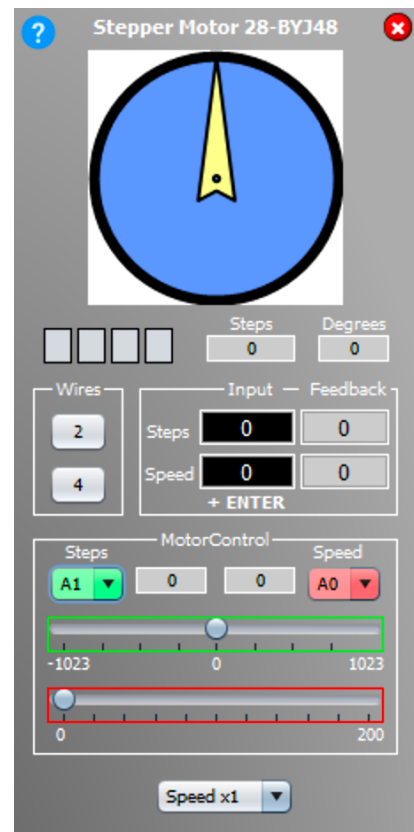 ? Stepper Motor 28-BYJ48
Steps Degrees
0 0
Wires Input Feedback
2 Steps 0 0
4 Speed 0 0
+ ENTER
MotorControl
Steps Speed
A1 0 0 A0
-1023 0 1023
0 200
Speed x1